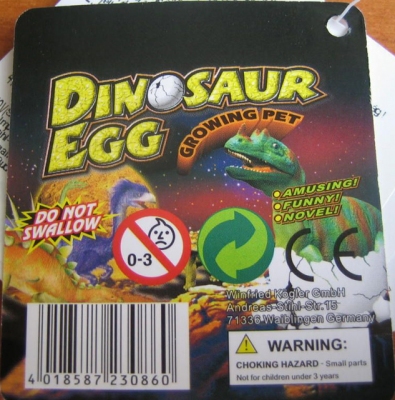 DINOSAUR
EGG
GROWING PET
AMUSING!
FUNNY!
NOVEL!
DO NOT
SWALLOW
0-3
CE
Winfried Kögler GmbH
Andreas-Stihl-Str. 15
71336 Waiblingen Germany
4 018587 230860
WARNING:
CHOKING HAZARD - Small parts
Not for children under 3 years